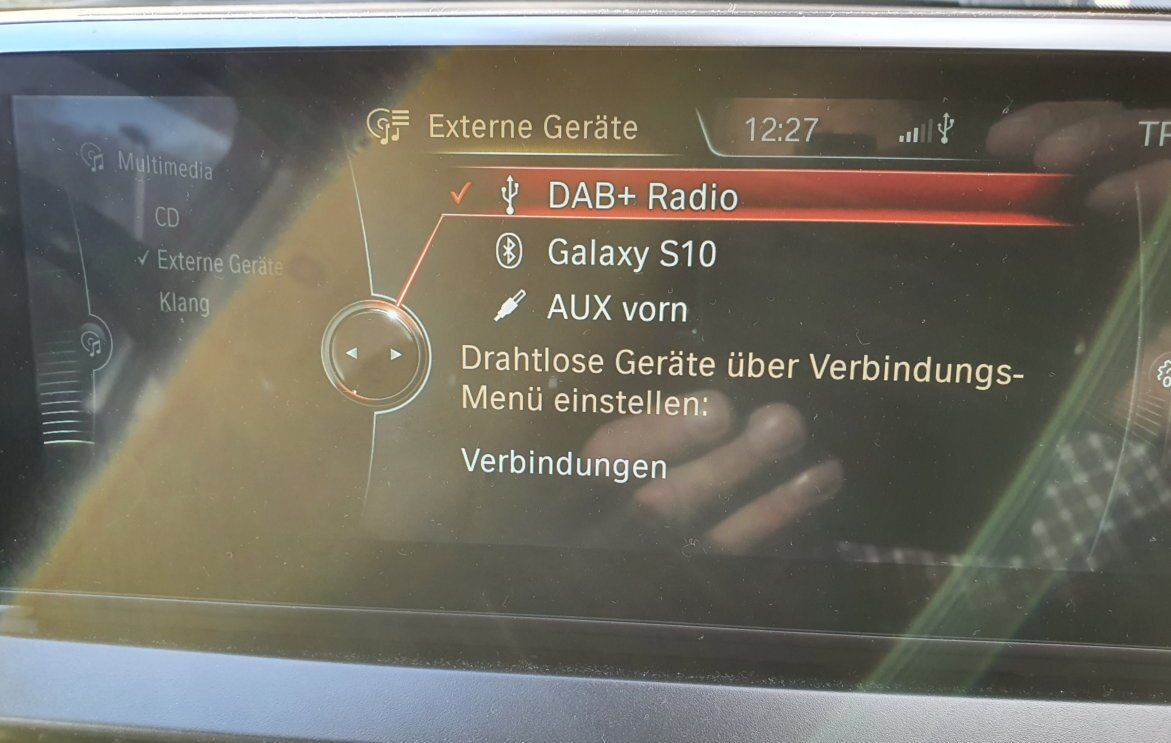 Externe Geräte
12:27
Multimedia
CD
Externe Geräte
Klang
DAB+ Radio
Galaxy S10
AUX vorn
Drahtlose Geräte über Verbindungs-
Menü einstellen:
Verbindungen